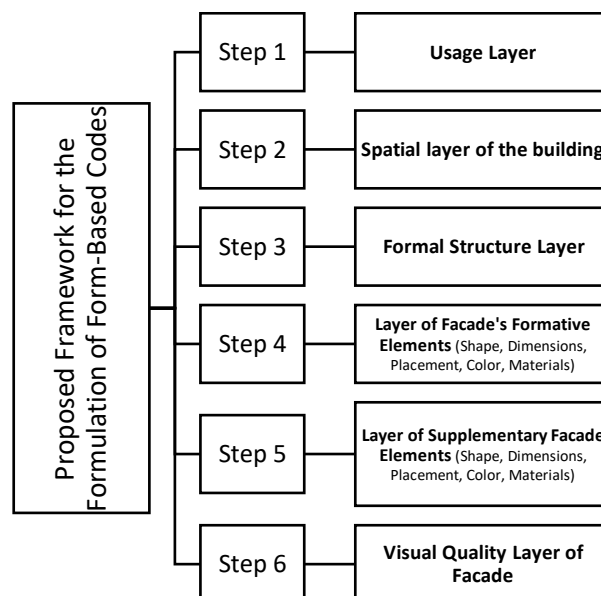 Proposed Framework for the
Formulation of Form-Based Codes
Step 1
Usage Layer
Step 2
Spatial layer of the building
Step 3
Formal Structure Layer
Step 4
Layer of Facade's Formative
Elements (Shape, Dimensions,
Placement, Color, Materials)
Step 5
Layer of Supplementary Facade
Elements (Shape, Dimensions,
Placement, Color, Materials)
Step 6
Visual Quality Layer of
Facade